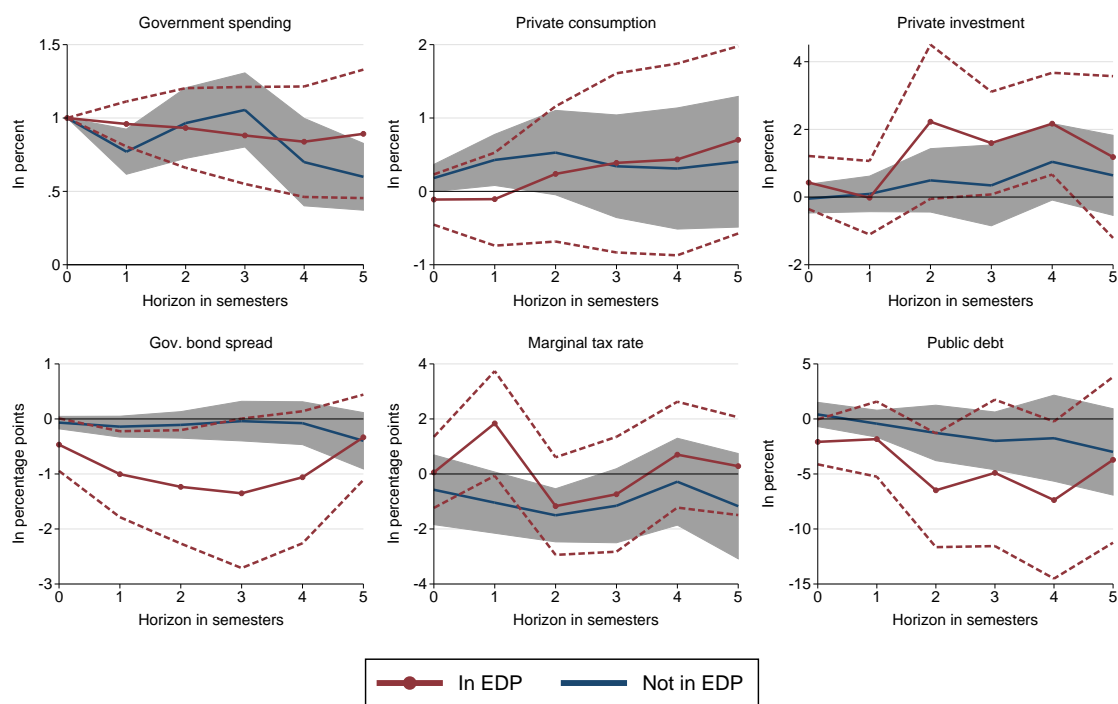 Government spending
1.5
1
.5
0
In percent
0 1 2 3 4 5
Horizon in semesters
Private consumption
2
1
0
-1
In percent
0 1 2 3 4 5
Horizon in semesters
Private investment
4
2
0
-2
In percent
0 1 2 3 4 5
Horizon in semesters
Gov. bond spread
1
0
-1
-2
-3
In percentage points
0 1 2 3 4 5
Horizon in semesters
Marginal tax rate
4
2
0
-2
-4
In percentage points
0 1 2 3 4 5
Horizon in semesters
Public debt
5
0
-5
-10
-15
In percent
0 1 2 3 4 5
Horizon in semesters
In EDP Not in EDP